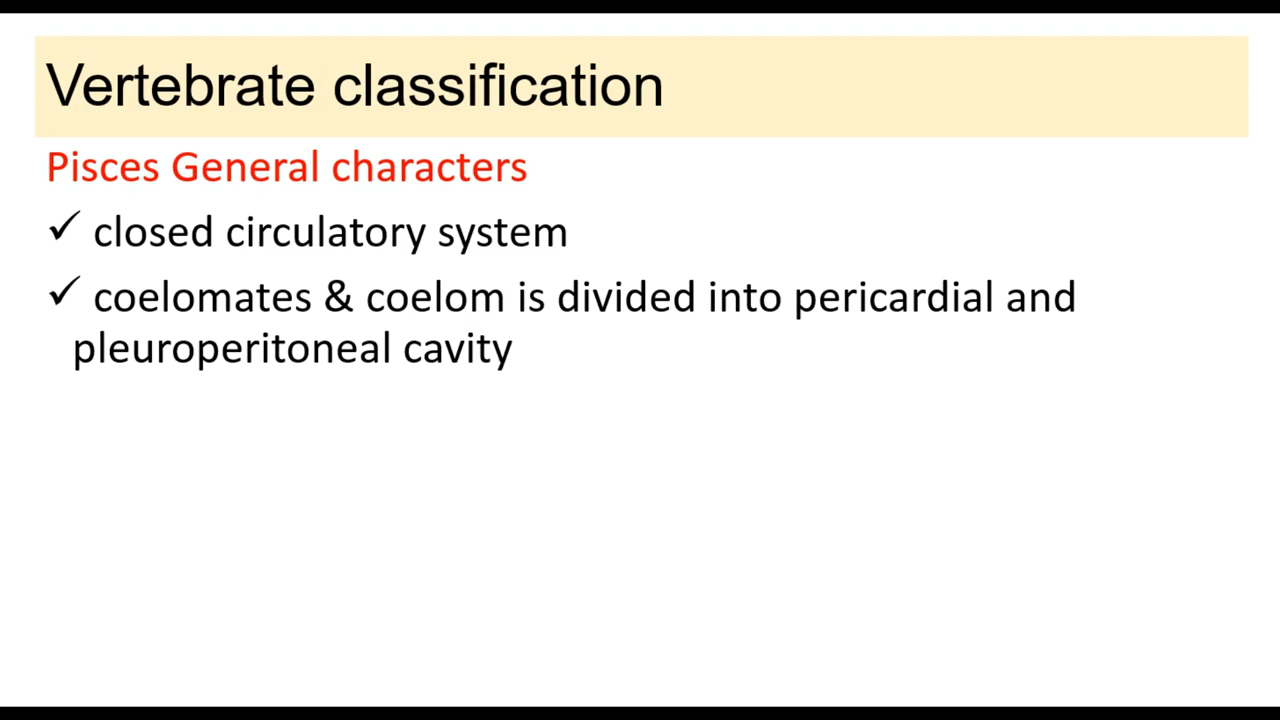 Vertebrate classification
Pisces General characters
✓ closed circulatory system
✓ coelomates & coelom is divided into pericardial and
pleuroperitoneal cavity